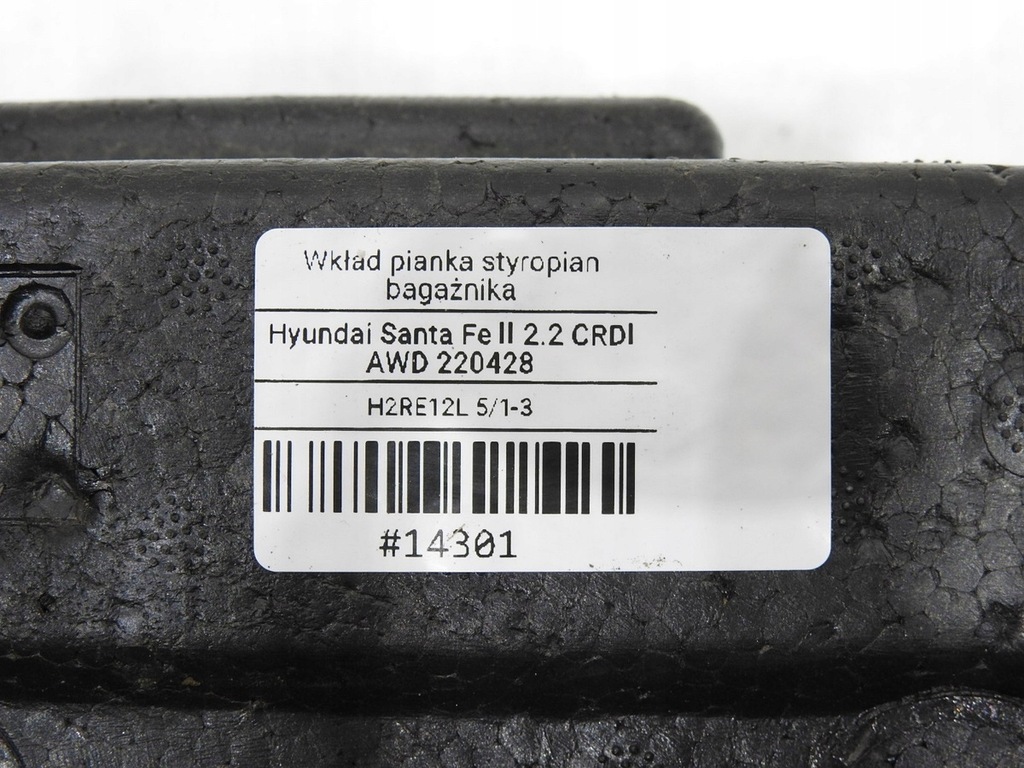 Wkład pianka styropian
bagażnika
Hyundai Santa Fe II 2.2 CRDI
AWD 220428
H2RE12L 5/1-3
#14301